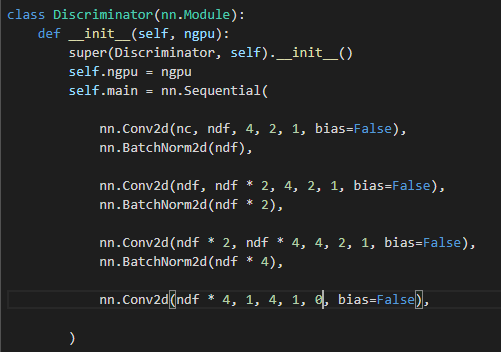 class Discriminator(nn.Module):
    def __init__(self, ngpu):
        super(Discriminator, self).__init__()
        self.ngpu = ngpu
        self.main = nn.Sequential(
            nn.Conv2d(nc, ndf, 4, 2, 1, bias=False),
            nn.BatchNorm2d(ndf),
            nn.Conv2d(ndf, ndf * 2, 4, 2, 1, bias=False),
            nn.BatchNorm2d(ndf * 2),
            nn.Conv2d(ndf * 2, ndf * 4, 4, 2, 1, bias=False),
            nn.BatchNorm2d(ndf * 4),
            nn.Conv2d(ndf * 4, 1, 4, 1, 0, bias=False),
        )